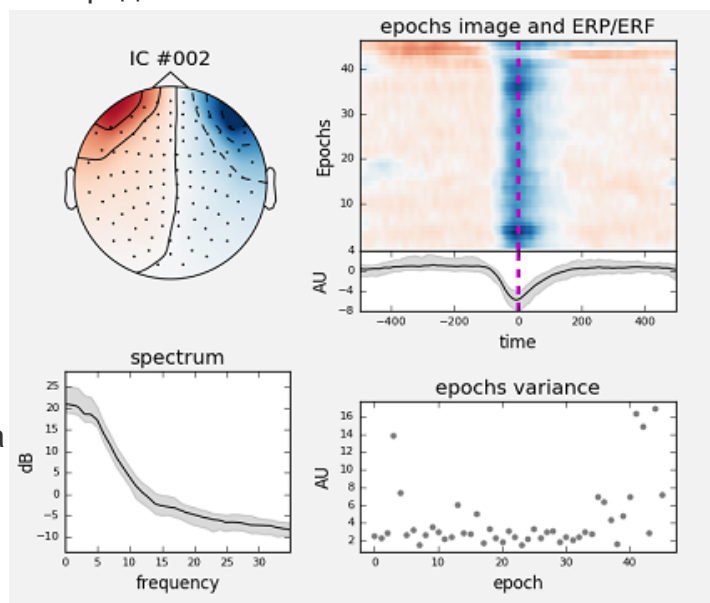 IC #002
epochs image and ERP/ERF
Epochs
40
30
20
10
AU
4
0
−4
−8
−400 −200 0 200 400
time
spectrum
dB
25
20
15
10
5
0
−5
−10
0 5 10 15 20 25 30
frequency
epochs variance
AU
16
14
12
10
8
6
4
2
0 10 20 30 40
epoch